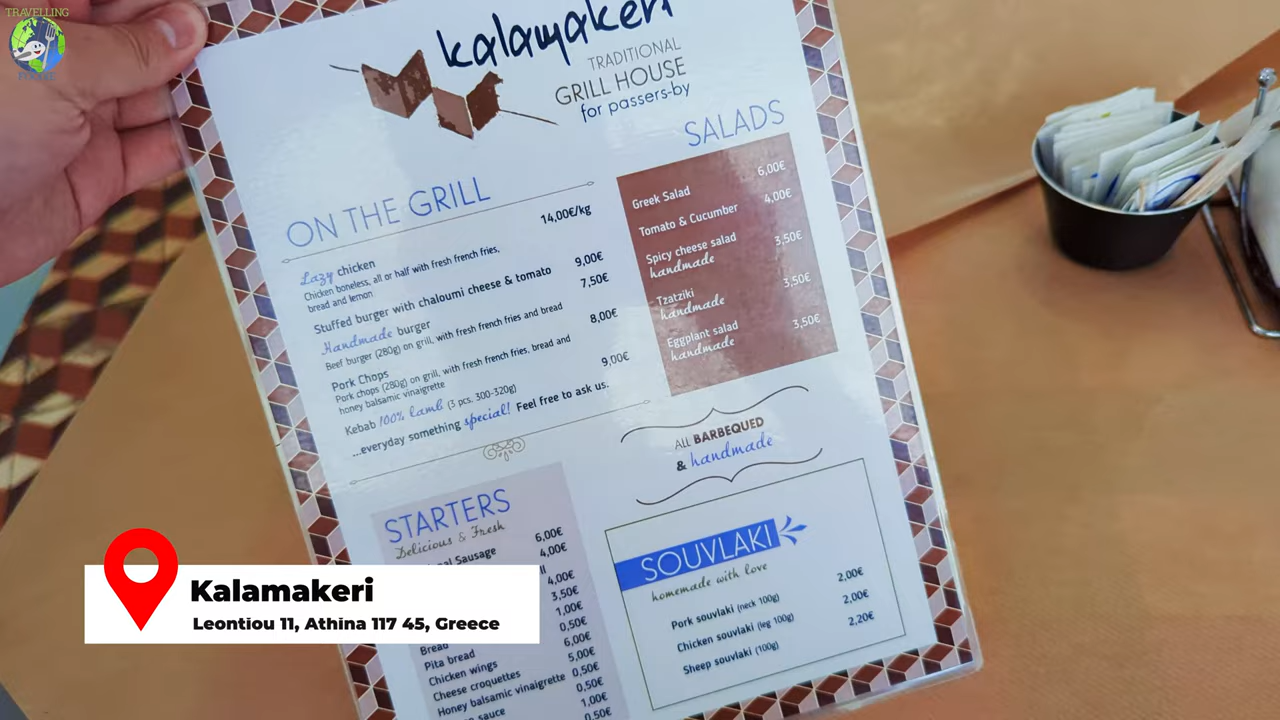 TRAVELLING
FOODIE
kalamakeri
TRADITIONAL
GRILL HOUSE
for passers-by
ON THE GRILL
14,00€/kg
Lazy chicken
Chicken boneless, all or half with fresh french fries,
bread and lemon
Stuffed burger with chaloumi cheese & tomato 9,00€
Handmade burger 7,50€
Beef burger (280g) on grill, with fresh french fries and bread
Pork Chops 8,00€
Pork chops (280g) on grill, with fresh french fries, bread and
honey balsamic vinaigrette
Kebab 100% lamb (3 pcs. 300-320g) 9,00€
...everyday something special! Feel free to ask us.
SALADS
Greek Salad 6,00€
Tomato & Cucumber 4,00€
Spicy cheese salad 3,50€
handmade
Tzatziki 3,50€
handmade
Eggplant salad 3,50€
handmade
ALL BARBEQUED
& handmade
STARTERS
Delicious & Fresh
Sausage 6,00€
4,00€
4,00€
3,50€
1,00€
Bread 0,50€
Pita bread 6,00€
Chicken wings 5,00€
Cheese croquettes 0,50€
Honey balsamic vinaigrette 0,50€
sauce 1,00€
0,50€
SOUVLAKI
homemade with love
Pork souvlaki (neck 100g) 2,00€
Chicken souvlaki (leg 100g) 2,00€
Sheep souvlaki (100g) 2,20€
Kalamakeri
Leontiou 11, Athina 117 45, Greece